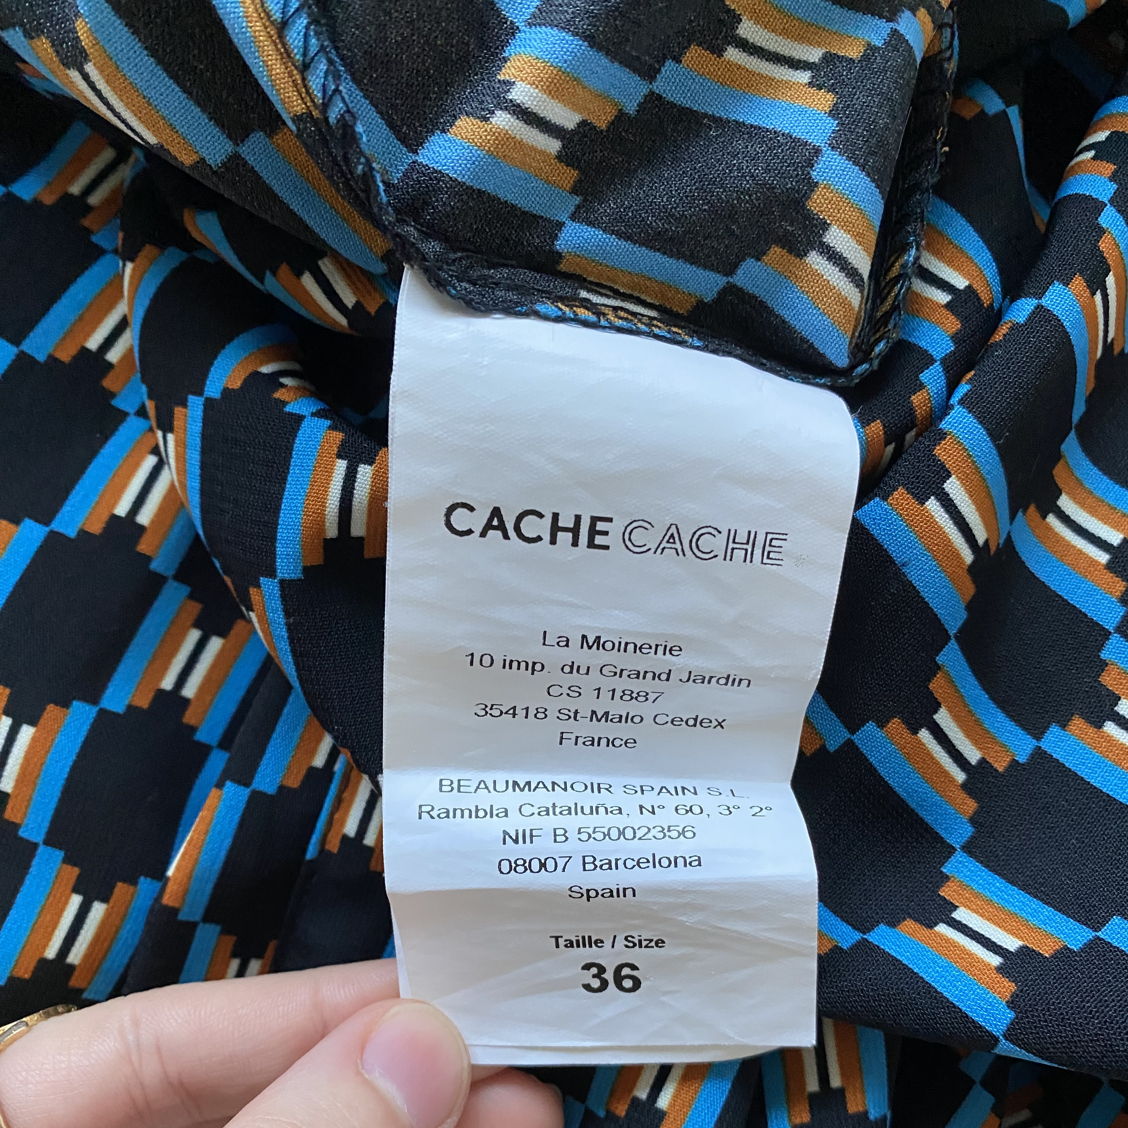 CACHE CACHE
La Moinerie
10 imp. du Grand Jardin
CS 11887
35418 St-Malo Cedex
France
BEAUMANOIR SPAIN S.L.
Rambla Cataluña, N° 60, 3° 2°
NIF B 55002356
08007 Barcelona
Spain
Taille / Size
36